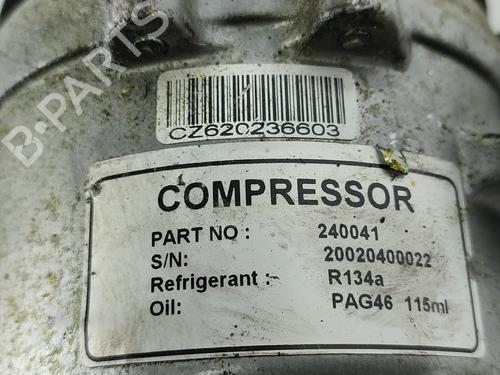 B-PARTS
CZ620236603
COMPRESSOR
PART NO : 240041
S/N: 20020400022
Refrigerant : R134a
Oil: PAG46 115ml